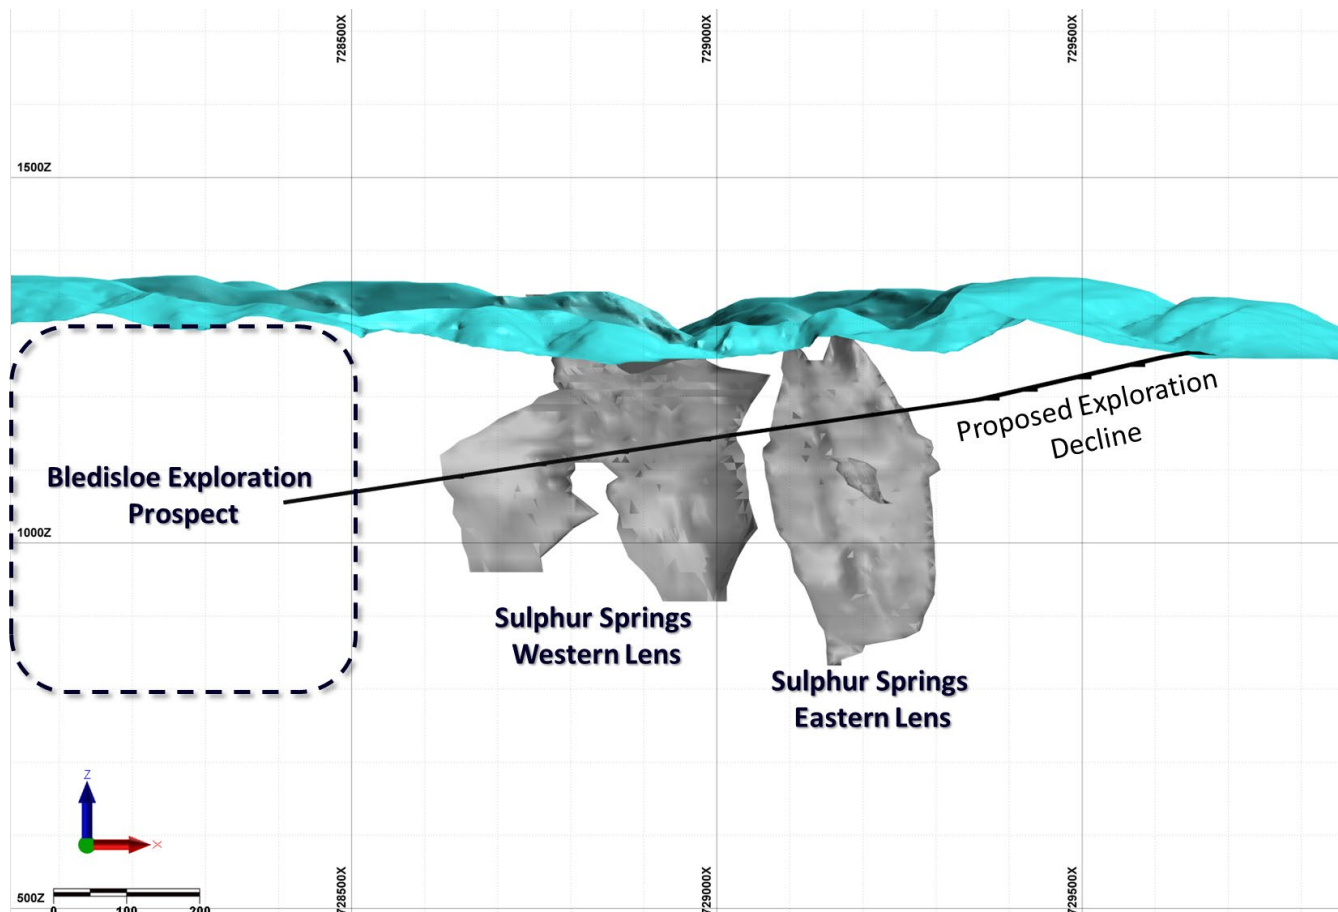 728500X
729000X
729500X
1500Z
Proposed Exploration
Decline
Bledisloe Exploration
Prospect
1000Z
Sulphur Springs
Western Lens
Sulphur Springs
Eastern Lens
Z
X
500Z
0 100 200
728500X
729000X
729500X